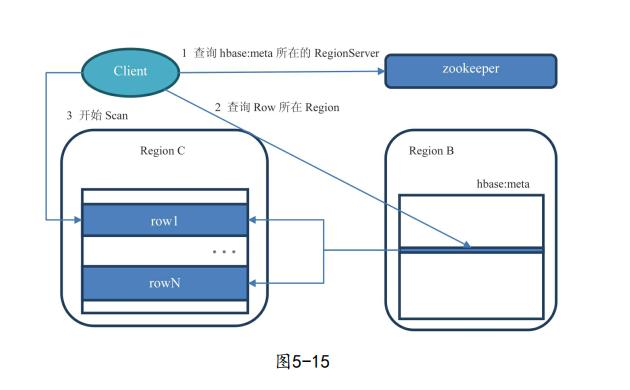 1 查询 hbase:meta 所在的 RegionServer
Client
zookeeper
2 查询 Row 所在 Region
3 开始 Scan
Region C
Region B
hbase:meta
row1
...
rowN
图5-15